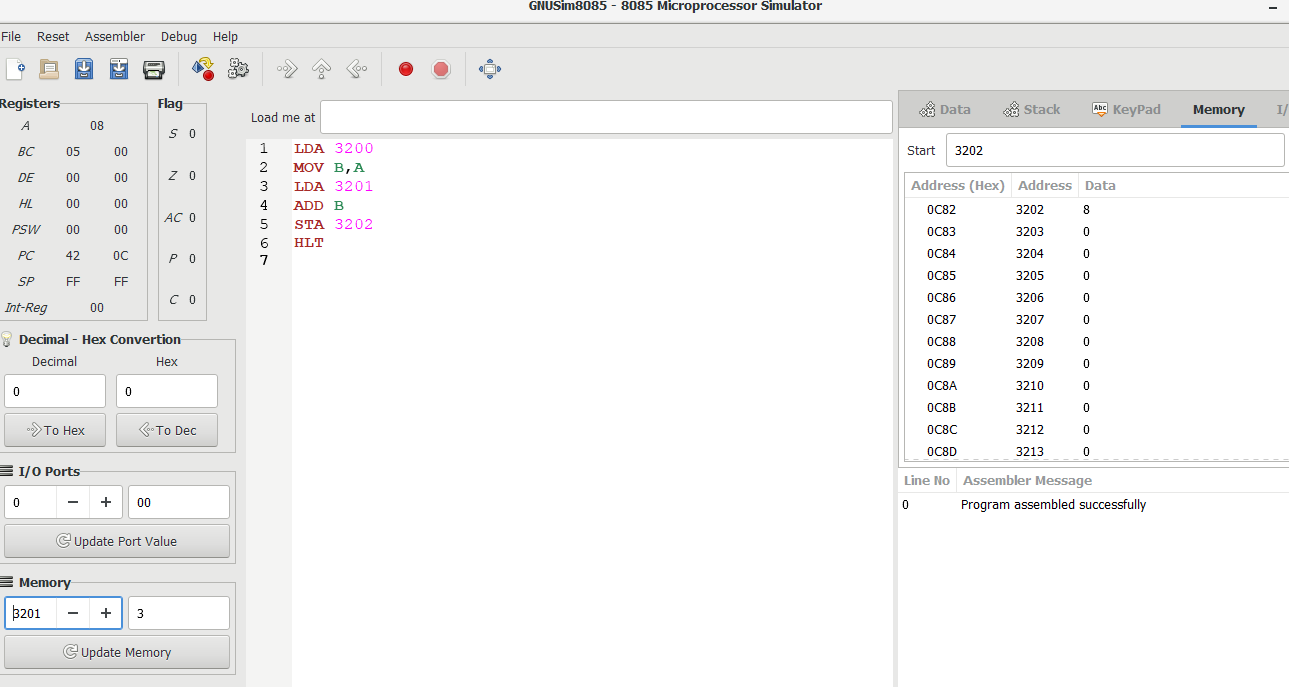 GNUSim8085 - 8085 Microprocessor Simulator
File Reset Assembler Debug Help
Registers
A 08
BC 05 00
DE 00 00
HL 00 00
PSW 00 00
PC 42 0C
SP FF FF
Int-Reg 00
Flag
S 0
Z 0
AC 0
P 0
C 0
Decimal - Hex Convertion
Decimal Hex
0 0
To Hex To Dec
I/O Ports
0 − + 00
Update Port Value
Memory
3201 − + 3
Update Memory
Load me at
1 LDA 3200
2 MOV B,A
3 LDA 3201
4 ADD B
5 STA 3202
6 HLT
7
Data Stack Abc KeyPad Memory I/
Start 3202
Address (Hex) Address Data
0C82 3202 8
0C83 3203 0
0C84 3204 0
0C85 3205 0
0C86 3206 0
0C87 3207 0
0C88 3208 0
0C89 3209 0
0C8A 3210 0
0C8B 3211 0
0C8C 3212 0
0C8D 3213 0
Line No Assembler Message
0 Program assembled successfully